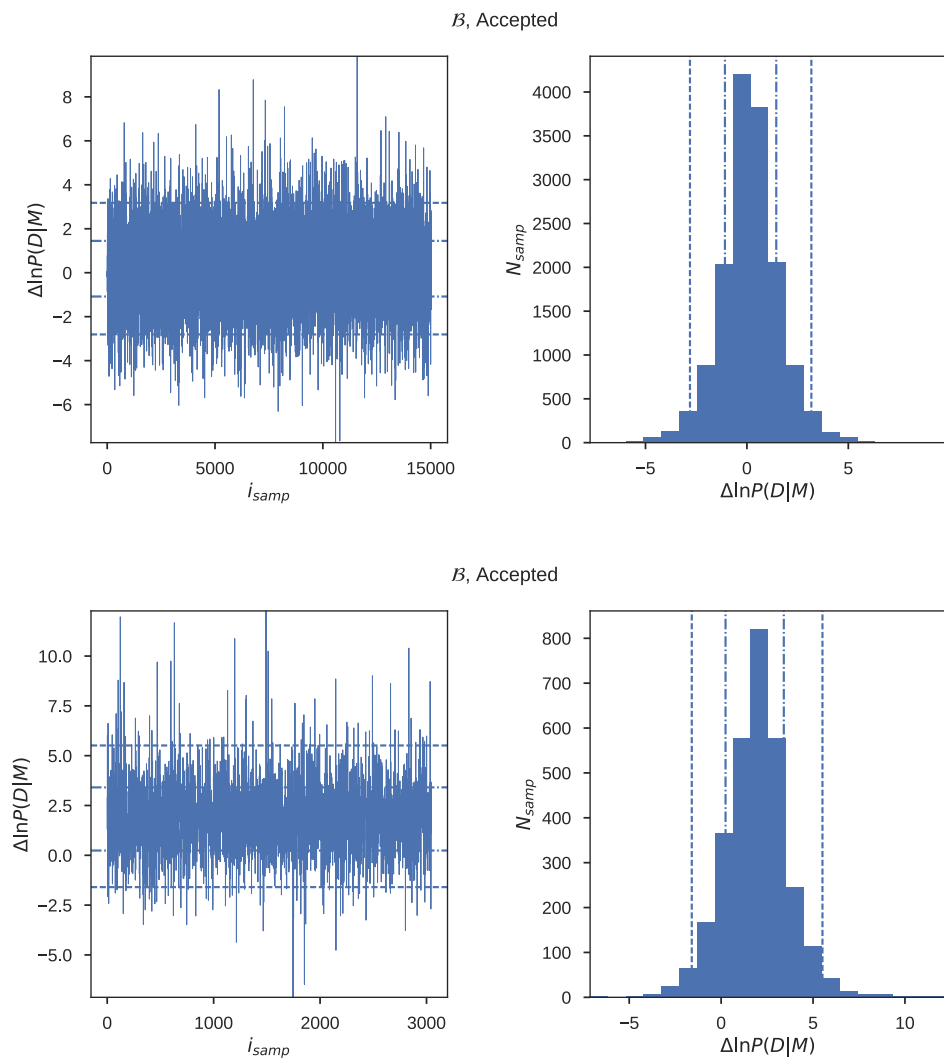 ℬ, Accepted
8
6
4
2
0
−2
−4
−6
ΔlnP(D|M)
0 5000 10000 15000
i_samp
4000
3500
3000
2500
2000
1500
1000
500
0
N_samp
−5 0 5
ΔlnP(D|M)
ℬ, Accepted
10.0
7.5
5.0
2.5
0.0
−2.5
−5.0
ΔlnP(D|M)
0 1000 2000 3000
i_samp
800
700
600
500
400
300
200
100
0
N_samp
−5 0 5 10
ΔlnP(D|M)